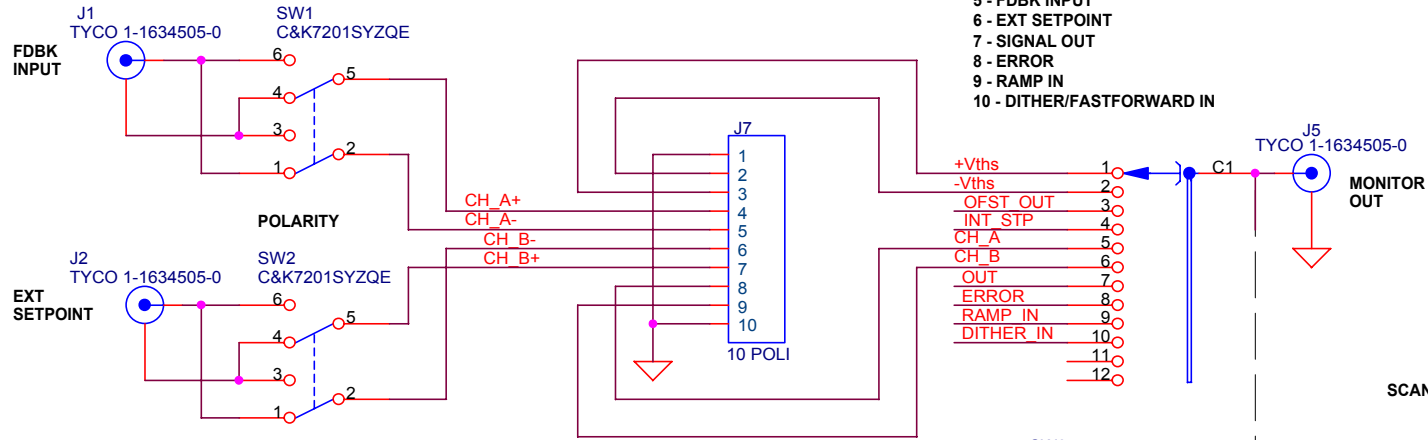 J1
TYCO 1-1634505-0
SW1
C&K7201SYZQE
FDBK
INPUT
6
5
4
3
2
1
POLARITY
J2
TYCO 1-1634505-0
SW2
C&K7201SYZQE
EXT
SETPOINT
6
5
4
3
2
1
CH_A+
CH_A-
CH_B-
CH_B+
J7
1
2
3
4
5
6
7
8
9
10
10 POLI
5 - FDBK INPUT
6 - EXT SETPOINT
7 - SIGNAL OUT
8 - ERROR
9 - RAMP IN
10 - DITHER/FASTFORWARD IN
+Vths 1
-Vths 2
OFST_OUT 3
INT_STP 4
CH_A 5
CH_B 6
OUT 7
ERROR 8
RAMP_IN 9
DITHER_IN 10
11
12
C1
J5
TYCO 1-1634505-0
MONITOR
OUT
SCAN